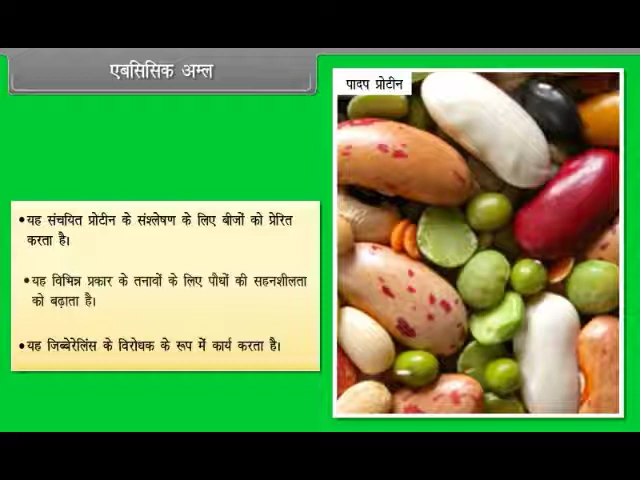 एबसिसिक अम्ल
पादप प्रोटीन
•यह संचयित प्रोटीन के संश्लेषण के लिए बीजों को प्रेरित
करता है।
•यह विभिन्न प्रकार के तनावों के लिए पौधों की सहनशीलता
को बढ़ाता है।
•यह जिब्बेरेलिंस के विरोधक के रूप में कार्य करता है।